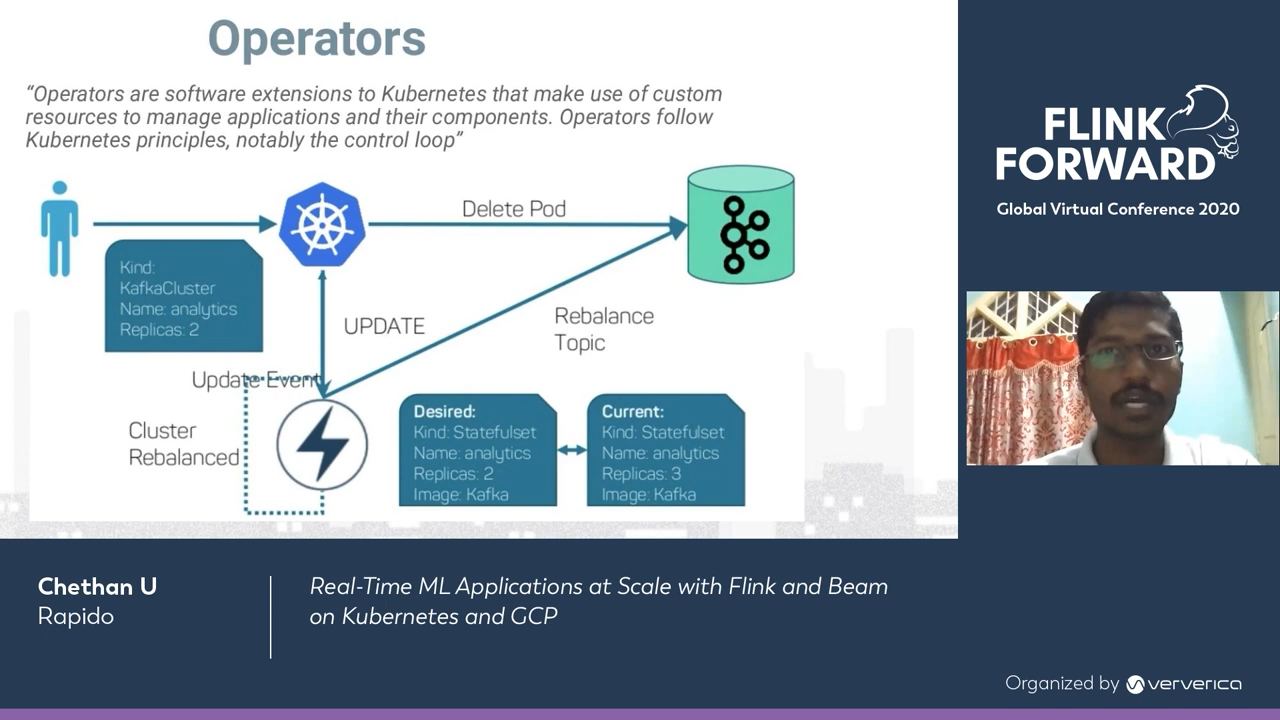 Operators
“Operators are software extensions to Kubernetes that make use of custom
resources to manage applications and their components. Operators follow
Kubernetes principles, notably the control loop”
Delete Pod
Kind:
KafkaCluster
Name: analytics
Replicas: 2
UPDATE
Rebalance
Topic
Update Event
Cluster
Rebalanced
Desired:
Kind: Statefulset
Name: analytics
Replicas: 2
Image: Kafka
Current:
Kind: Statefulset
Name: analytics
Replicas: 3
Image: Kafka
FLINK
FORWARD
Global Virtual Conference 2020
Chethan U
Rapido
Real-Time ML Applications at Scale with Flink and Beam
on Kubernetes and GCP
Organized by ververica